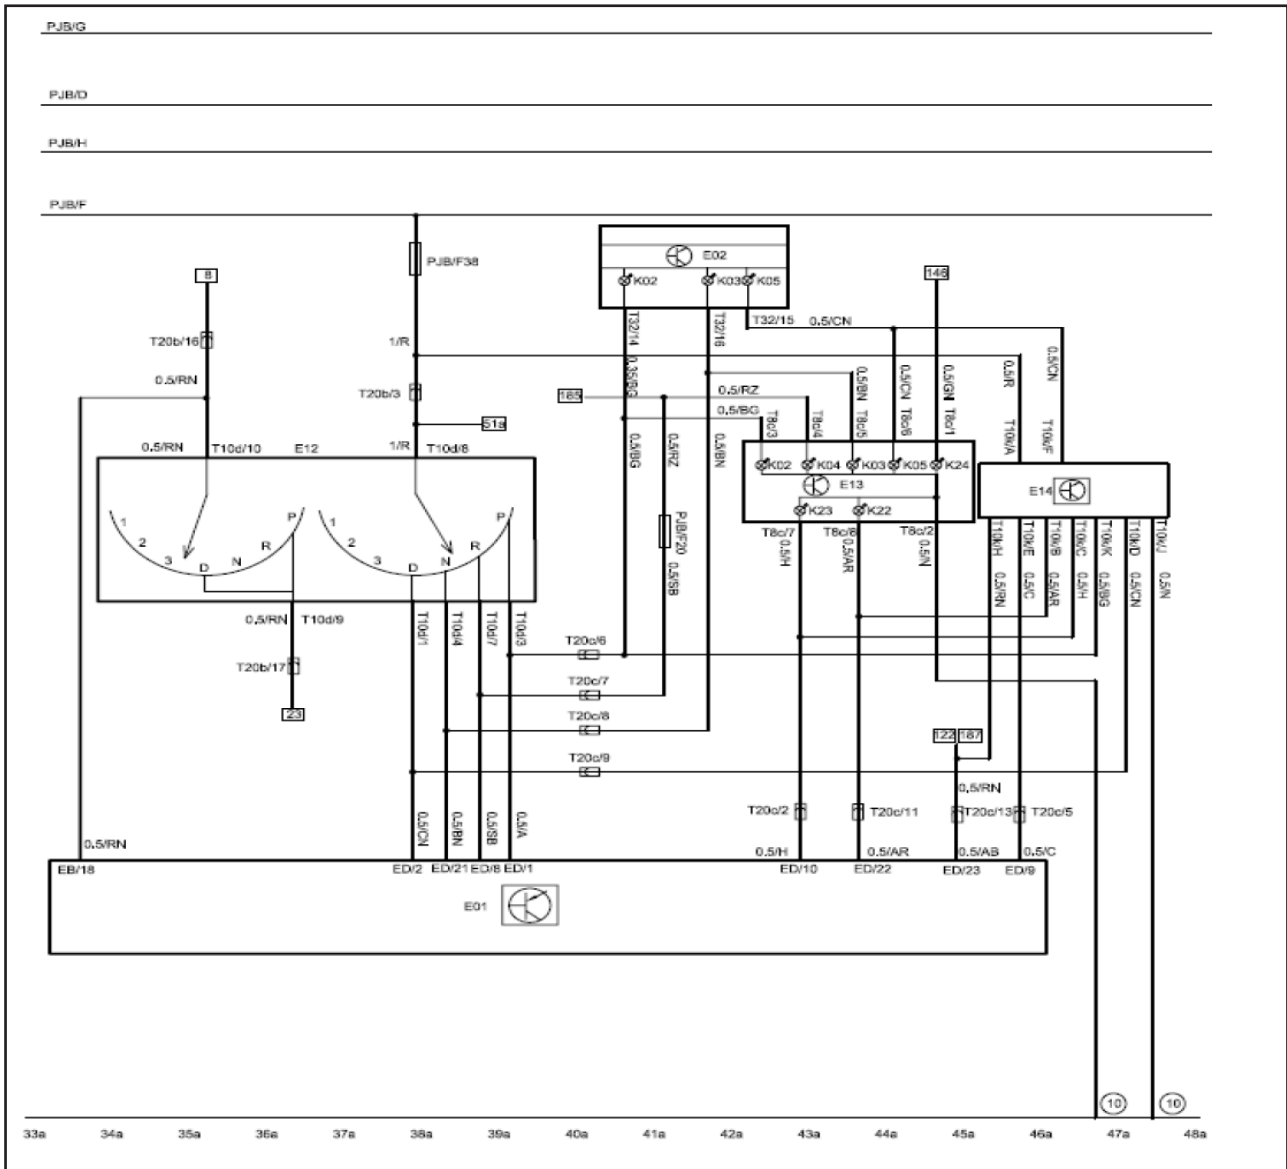 PJB/G
PJB/D
PJB/H
PJB/F
PJB/F38
8
E02
K02
K03
K05
146
T20b/16
1/R
T32/14
T32/16
T32/15
0.5/CN
0.5/RN
T20b/3
185
0.35/BG
0.5/RZ
0.5/BG
0.5/BN
0.5/CN
0.5/GN
0.5/R
0.5/CN
51a
T8c/3
T8c/4
T8c/5
T8c/6
T8c/1
T10k/A
T10k/F
0.5/RN
T10d/10
E12
1/R
T10d/8
0.5/BG
0.5/RZ
0.5/BN
K02
K04
K03
K05
K24
E13
E14
K23
K22
1
2
3
D
N
R
P
1
2
3
D
N
R
P
PJB/F20
T8c/7
T8c/8
T8c/2
T10k/H
T10k/E
T10k/B
T10k/C
T10k/K
T10k/D
T10k/J
0.5/H
0.5/AR
0.5/N
0.5/SB
0.5/RN
0.5/C
0.5/AR
0.5/H
0.5/BG
0.5/CN
0.5/N
0.5/RN
T10d/9
T10d/1
T10d/4
T10d/7
T10d/3
T20c/6
T20b/17
T20c/7
23
T20c/8
122
187
T20c/9
0.5/RN
T20c/2
T20c/11
T20c/13
T20c/5
0.5/CN
0.5/BN
0.5/SB
0.5/A
0.5/RN
0.5/H
0.5/AR
0.5/AB
0.5/C
EB/18
ED/2
ED/21
ED/8
ED/1
ED/10
ED/22
ED/23
ED/9
E01
10
10
33a
34a
35a
36a
37a
38a
39a
40a
41a
42a
43a
44a
45a
46a
47a
48a